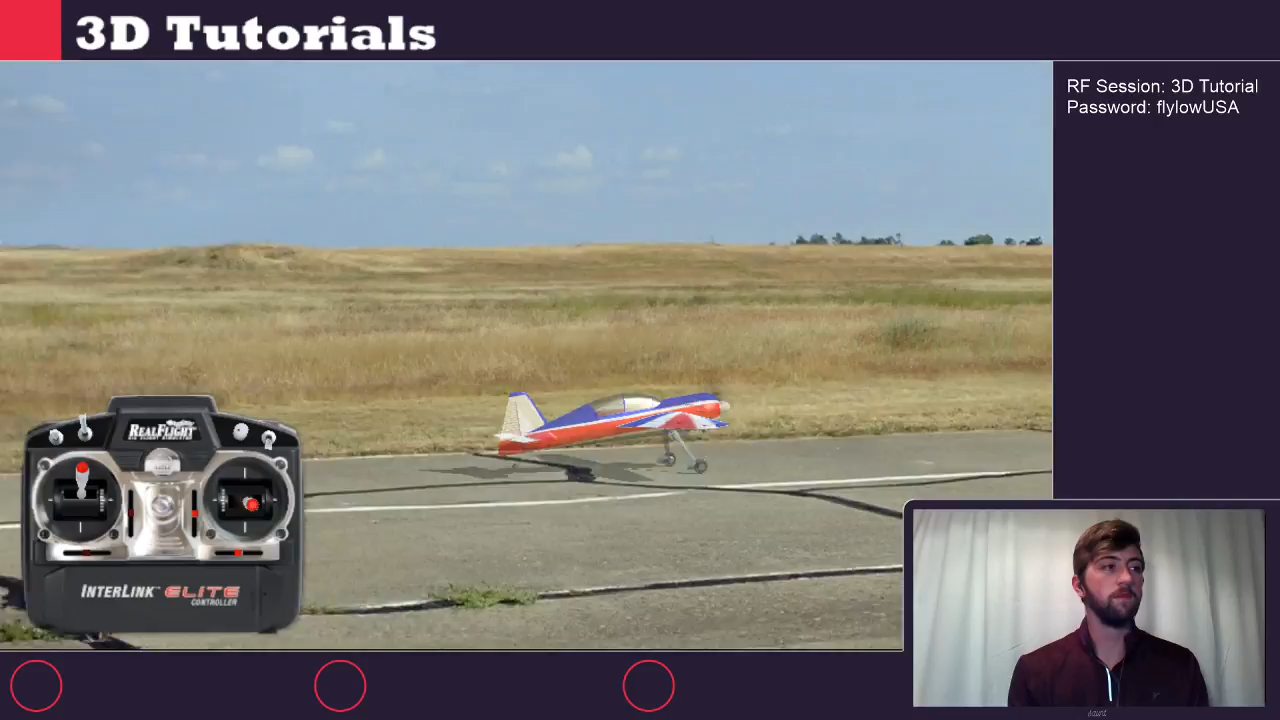 3D Tutorials
RF Session: 3D Tutorial
Password: flylowUSA
REALFLIGHT
INTERLINK ELITE
CONTROLLER